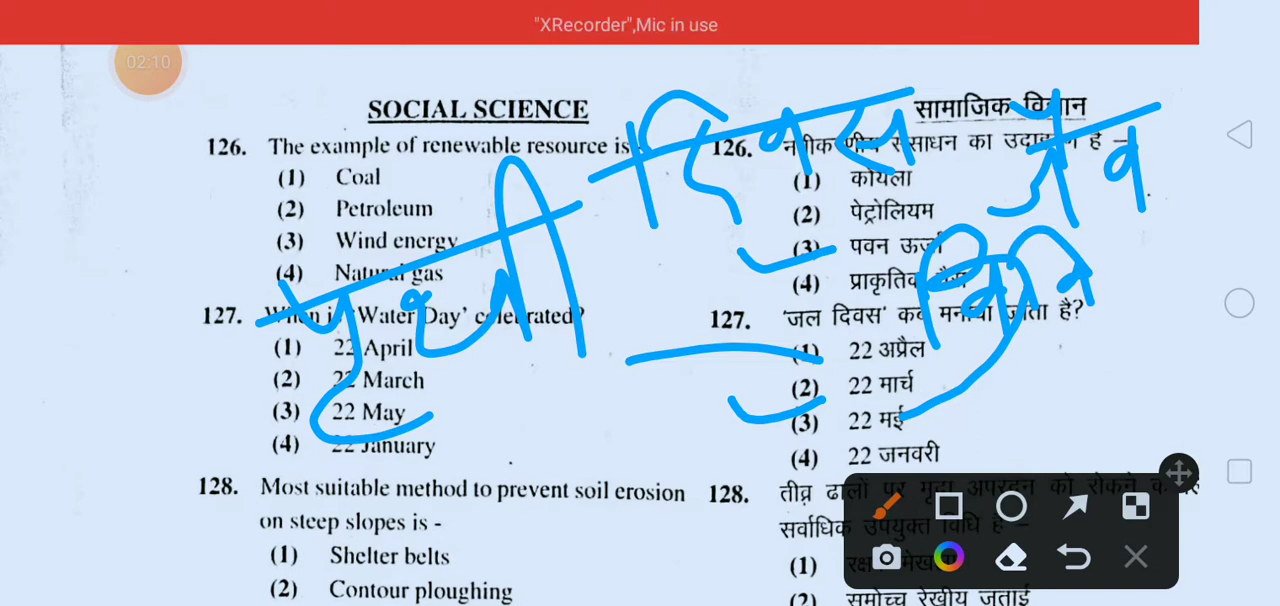 "XRecorder",Mic in use
02:10
SOCIAL SCIENCE
126. The example of renewable resource is
(1) Coal
(2) Petroleum
(3) Wind energy
(4) Natural gas
127. When is 'Water Day' celebrated?
(1) 22 April
(2) 22 March
(3) 22 May
(4) 22 January
128. Most suitable method to prevent soil erosion
on steep slopes is -
(1) Shelter belts
(2) Contour ploughing
सामाजिक विज्ञान
126. नवीकरणीय संसाधन का उदाहरण है –
(1) कोयला
(2) पेट्रोलियम
(3) पवन ऊर्जा
(4) प्राकृतिक गैस
127. 'जल दिवस' कब मनाया जाता है?
(1) 22 अप्रैल
(2) 22 मार्च
(3) 22 मई
(4) 22 जनवरी
128. तीव्र ढालों पर मृदा अपरदन को रोकने
सर्वाधिक उपयुक्त विधि है –
(1)
(2) समोच्च रेखीय जुताई
पृथ्वी दिवस
जैव